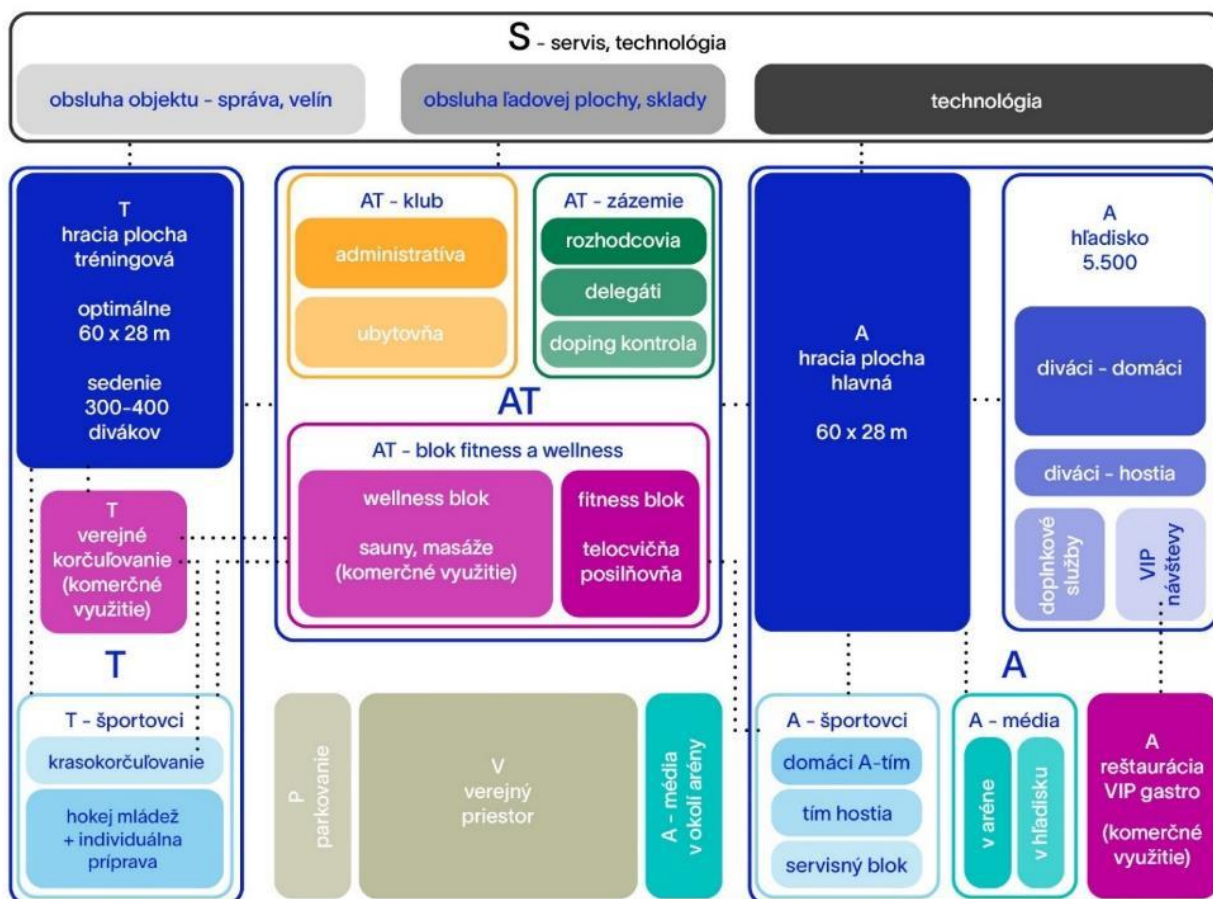 S - servis, technológia
obsluha objektu - správa, velín
obsluha ľadovej plochy, sklady
technológia
T
hracia plocha
tréningová
optimálne
60 x 28 m
sedenie
300-400
divákov
T
verejné
korčuľovanie
(komerčné
využitie)
T
T - športovci
krasokorčuľovanie
hokej mládež
+ individuálna
príprava
AT - klub
administratíva
ubytovňa
AT - zázemie
rozhodcovia
delegáti
doping kontrola
AT
AT - blok fitness a wellness
wellness blok
sauny, masáže
(komerčné využitie)
fitness blok
telocvičňa
posilňovňa
P
parkovanie
V
verejný
priestor
A - média
v okolí arény
A
hracia plocha
hlavná
60 x 28 m
A
hľadisko
5.500
diváci - domáci
diváci - hostia
doplnkové
služby
VIP
návštevy
A
A - športovci
domáci A-tím
tím hostia
servisný blok
A - média
v aréne
v hľadisku
A
reštaurácia
VIP gastro
(komerčné
využitie)